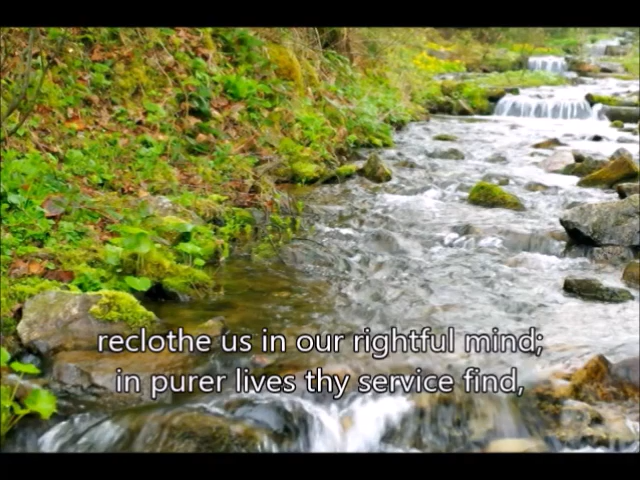 reclothe us in our rightful mind;
in purer lives thy service find,